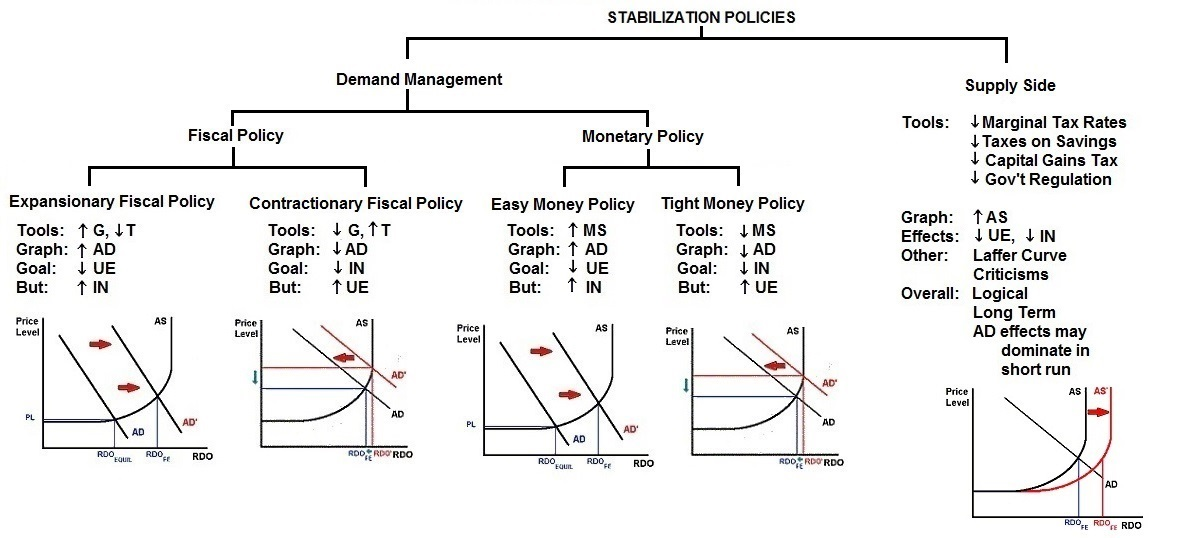 STABILIZATION POLICIES
Demand Management
Supply Side
Fiscal Policy
Monetary Policy
Expansionary Fiscal Policy
Tools: ↑ G, ↓T
Graph: ↑ AD
Goal: ↓ UE
But: ↑ IN
Contractionary Fiscal Policy
Tools: ↓ G, ↑ T
Graph: ↓ AD
Goal: ↓ IN
But: ↑ UE
Easy Money Policy
Tools: ↑ MS
Graph: ↑ AD
Goal: ↓ UE
But: ↑ IN
Tight Money Policy
Tools: ↓ MS
Graph: ↓ AD
Goal: ↓ IN
But: ↑ UE
Tools: ↓ Marginal Tax Rates
↓ Taxes on Savings
↓ Capital Gains Tax
↓ Gov't Regulation
Graph: ↑ AS
Effects: ↓ UE, ↓ IN
Other: Laffer Curve
Criticisms
Overall: Logical
Long Term
AD effects may
dominate in
short run
Price
Level
AS
PL
AD
AD'
RDO EQUIL
RDO FE
RDO
Price
Level
AS
AD'
AD
RDO FE
RDO'
RDO
Price
Level
AS
PL
AD
AD'
RDO EQUIL
RDO FE
RDO
Price
Level
AS
AD'
AD
RDO FE
RDO'
RDO
Price
Level
AS
AS'
AD
RDO FE
RDO FE
RDO